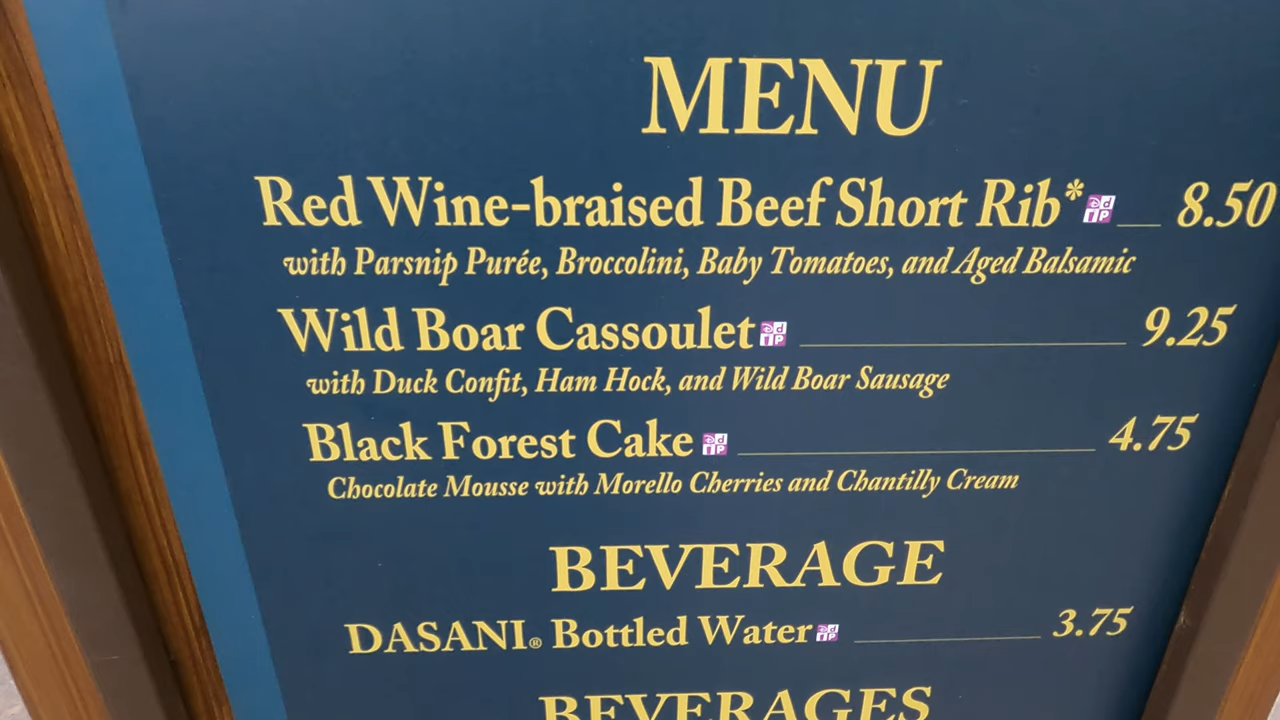 MENU
Red Wine-braised Beef Short Rib* 8.50
with Parsnip Purée, Broccolini, Baby Tomatoes, and Aged Balsamic
Wild Boar Cassoulet 9.25
with Duck Confit, Ham Hock, and Wild Boar Sausage
Black Forest Cake 4.75
Chocolate Mousse with Morello Cherries and Chantilly Cream
BEVERAGE
DASANI® Bottled Water 3.75
BEVERAGES